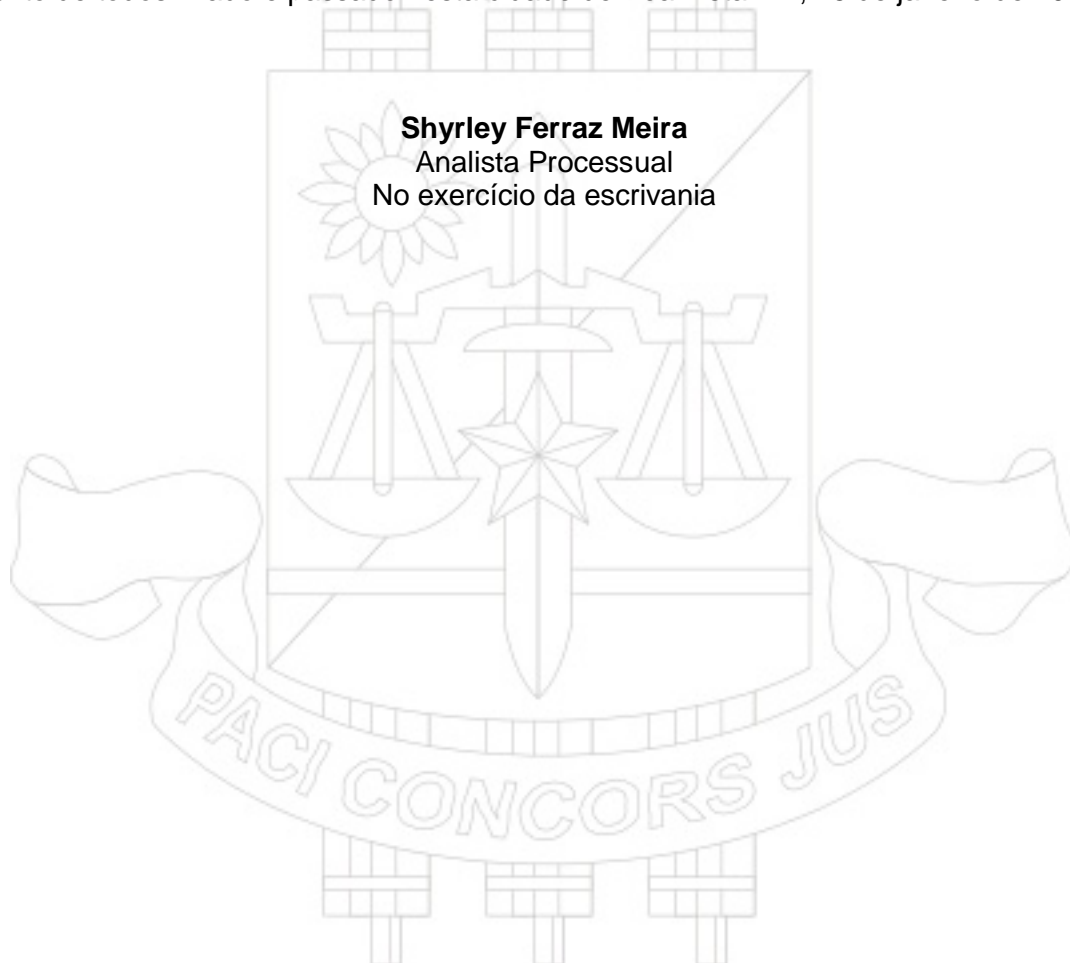 Shyrley Ferraz Meira
Analista Processual
No exercício da escrivania
PACI CONCORS JUS